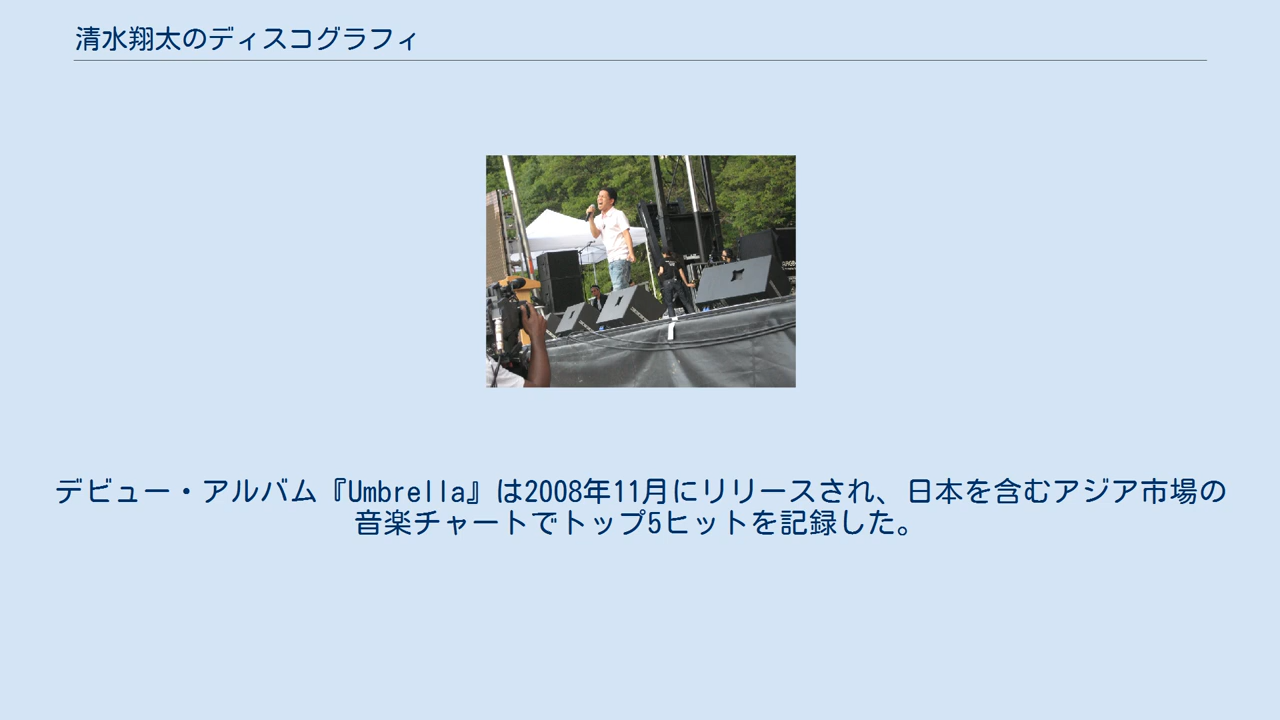 清水翔太のディスコグラフィ
デビュー・アルバム『Umbrella』は2008年11月にリリースされ、日本を含むアジア市場の
音楽チャートでトップ5ヒットを記録した。